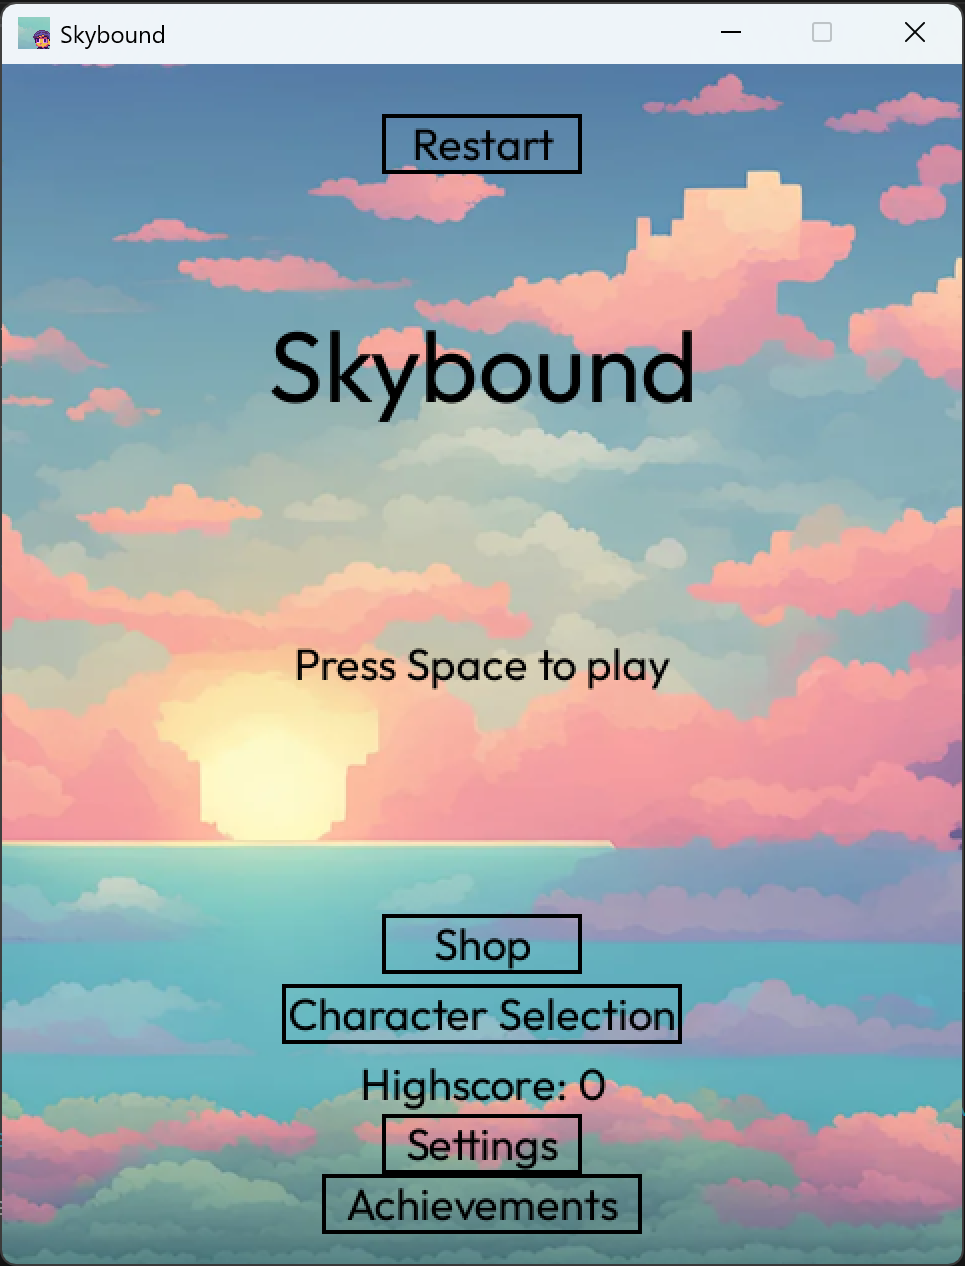 Skybound
Restart
Skybound
Press Space to play
Shop
Character Selection
Highscore: 0
Settings
Achievements